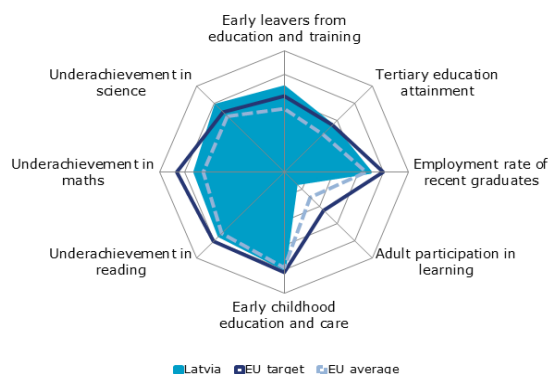 Early leavers from
education and training
Underachievement in
science
Tertiary education
attainment
Underachievement in
maths
Employment rate of
recent graduates
Underachievement in
reading
Adult participation in
learning
Early childhood
education and care
Latvia EU target EU average